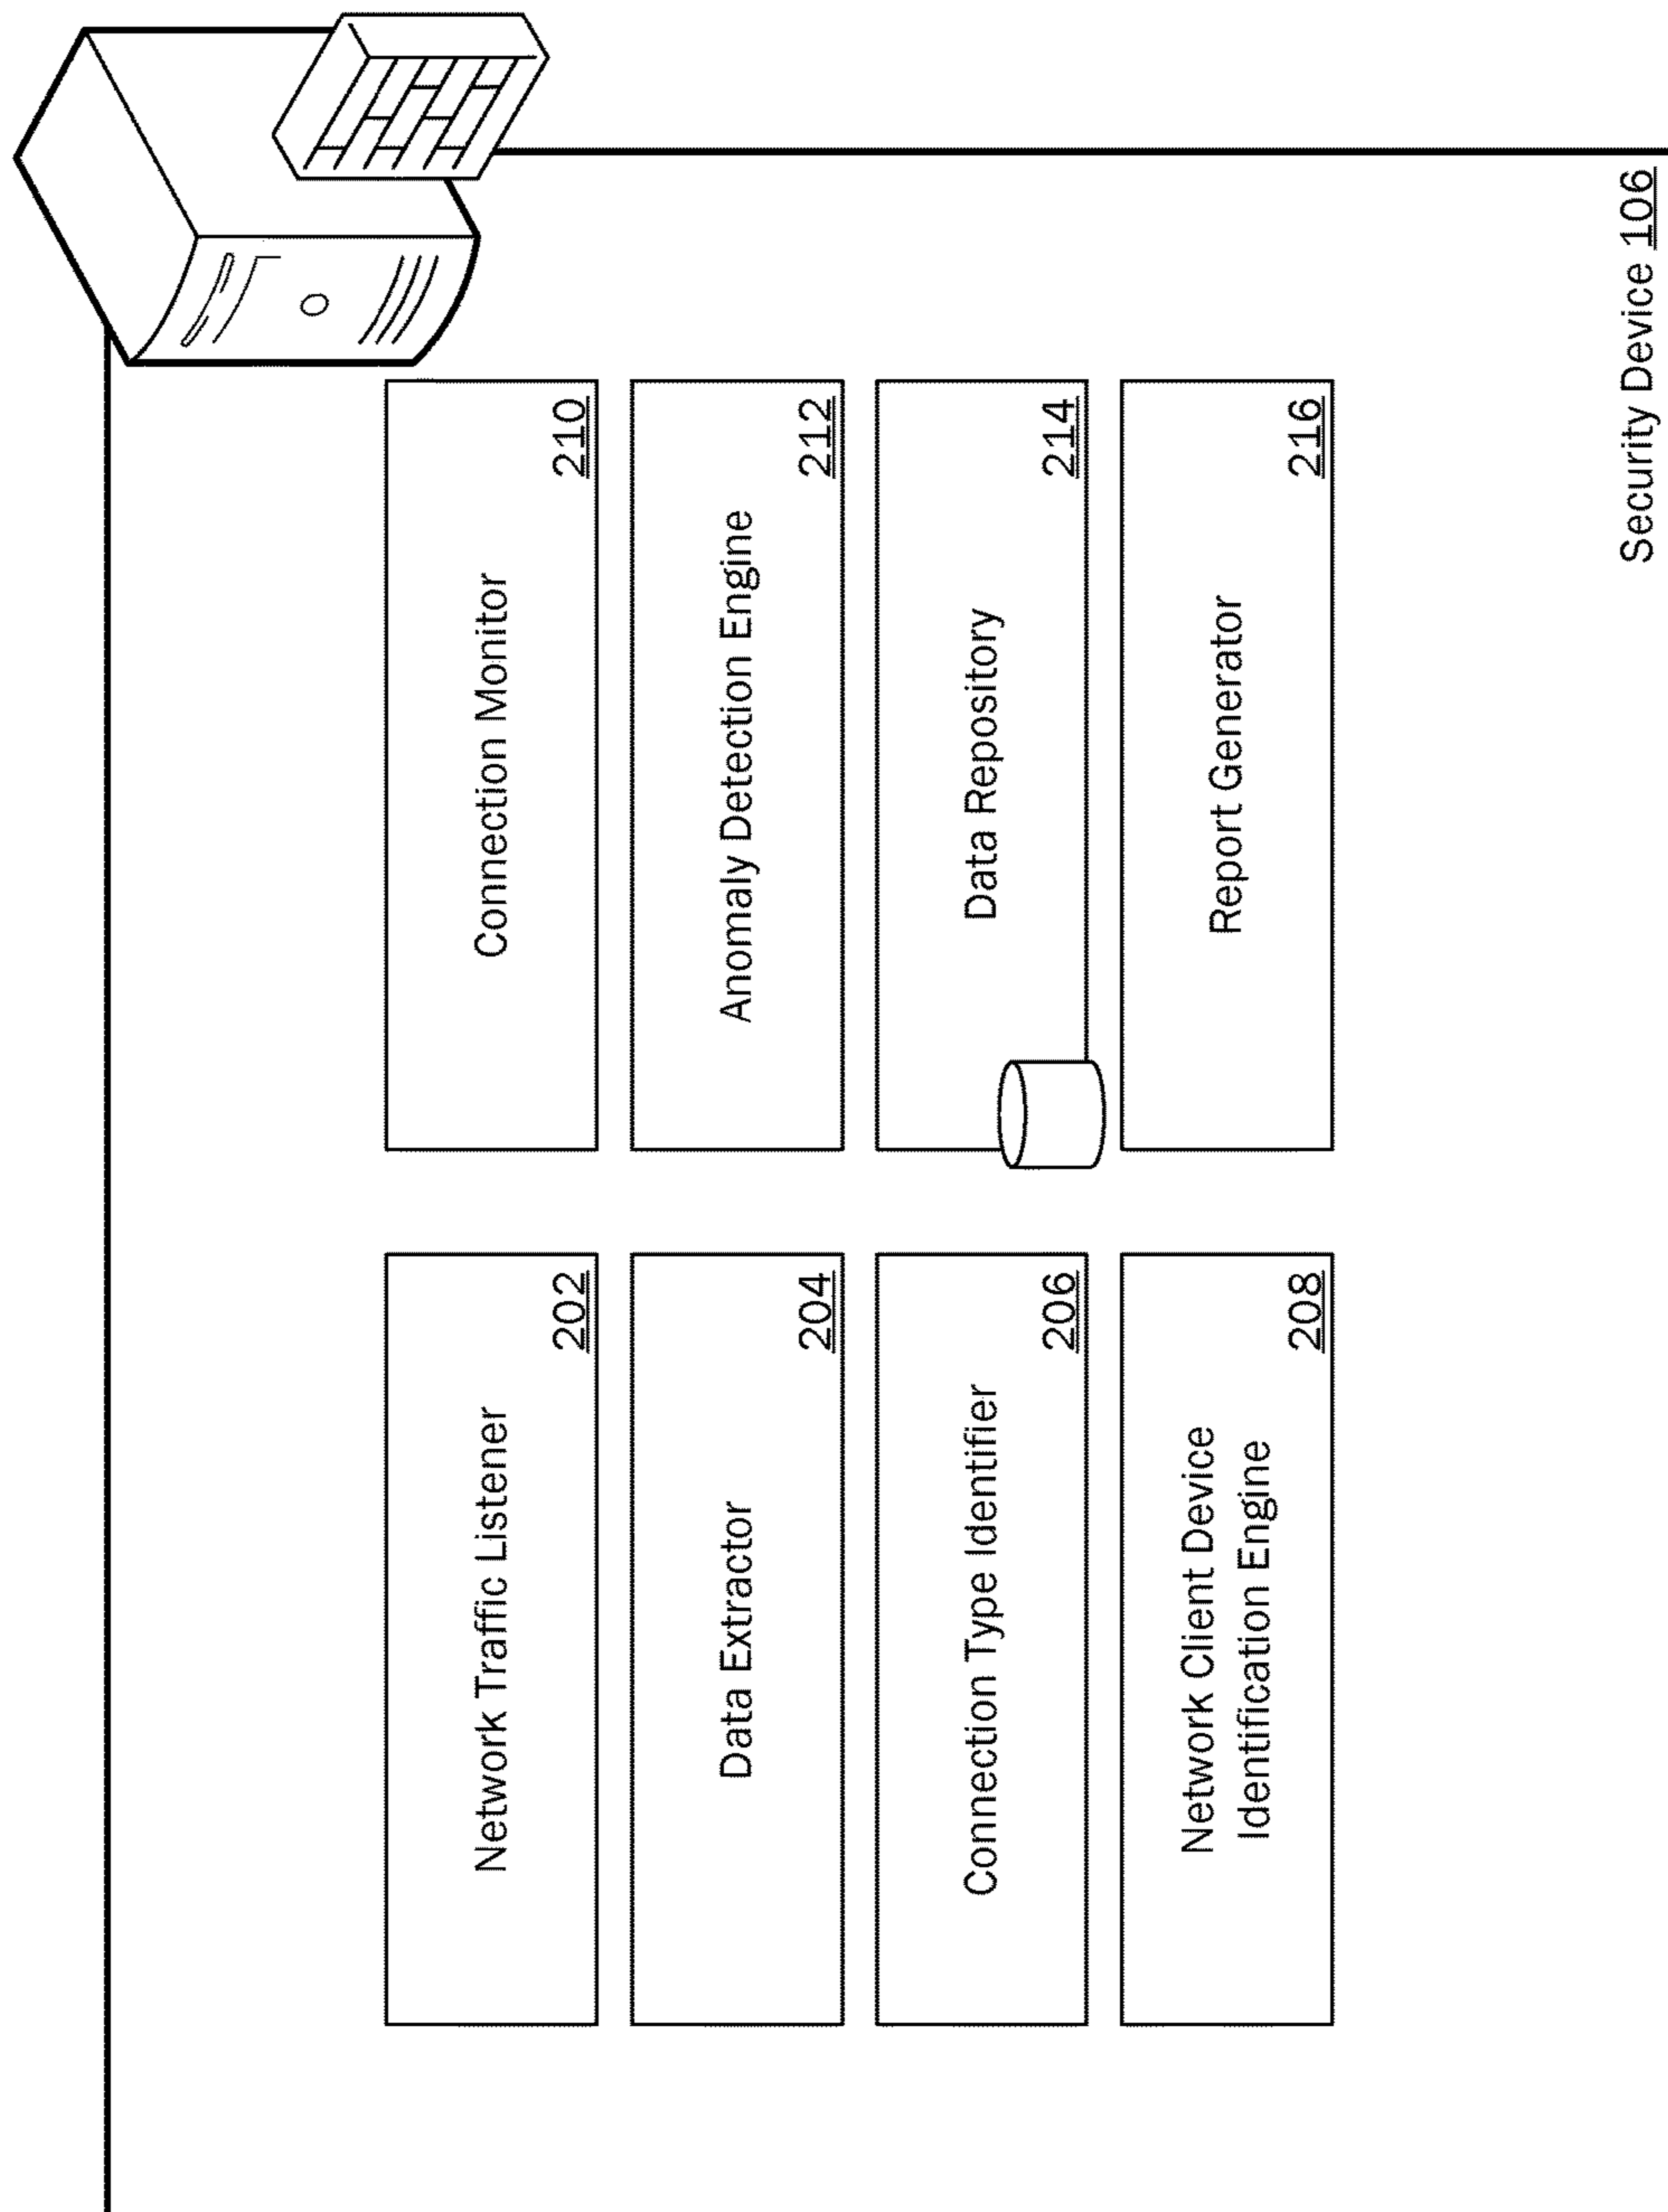 Network Traffic Listener
202
Data Extractor
204
Connection Type Identifier
206
Network Client Device
Identification Engine
208
Connection Monitor
210
Anomaly Detection Engine
212
Data Repository
214
Report Generator
216
Security Device 106